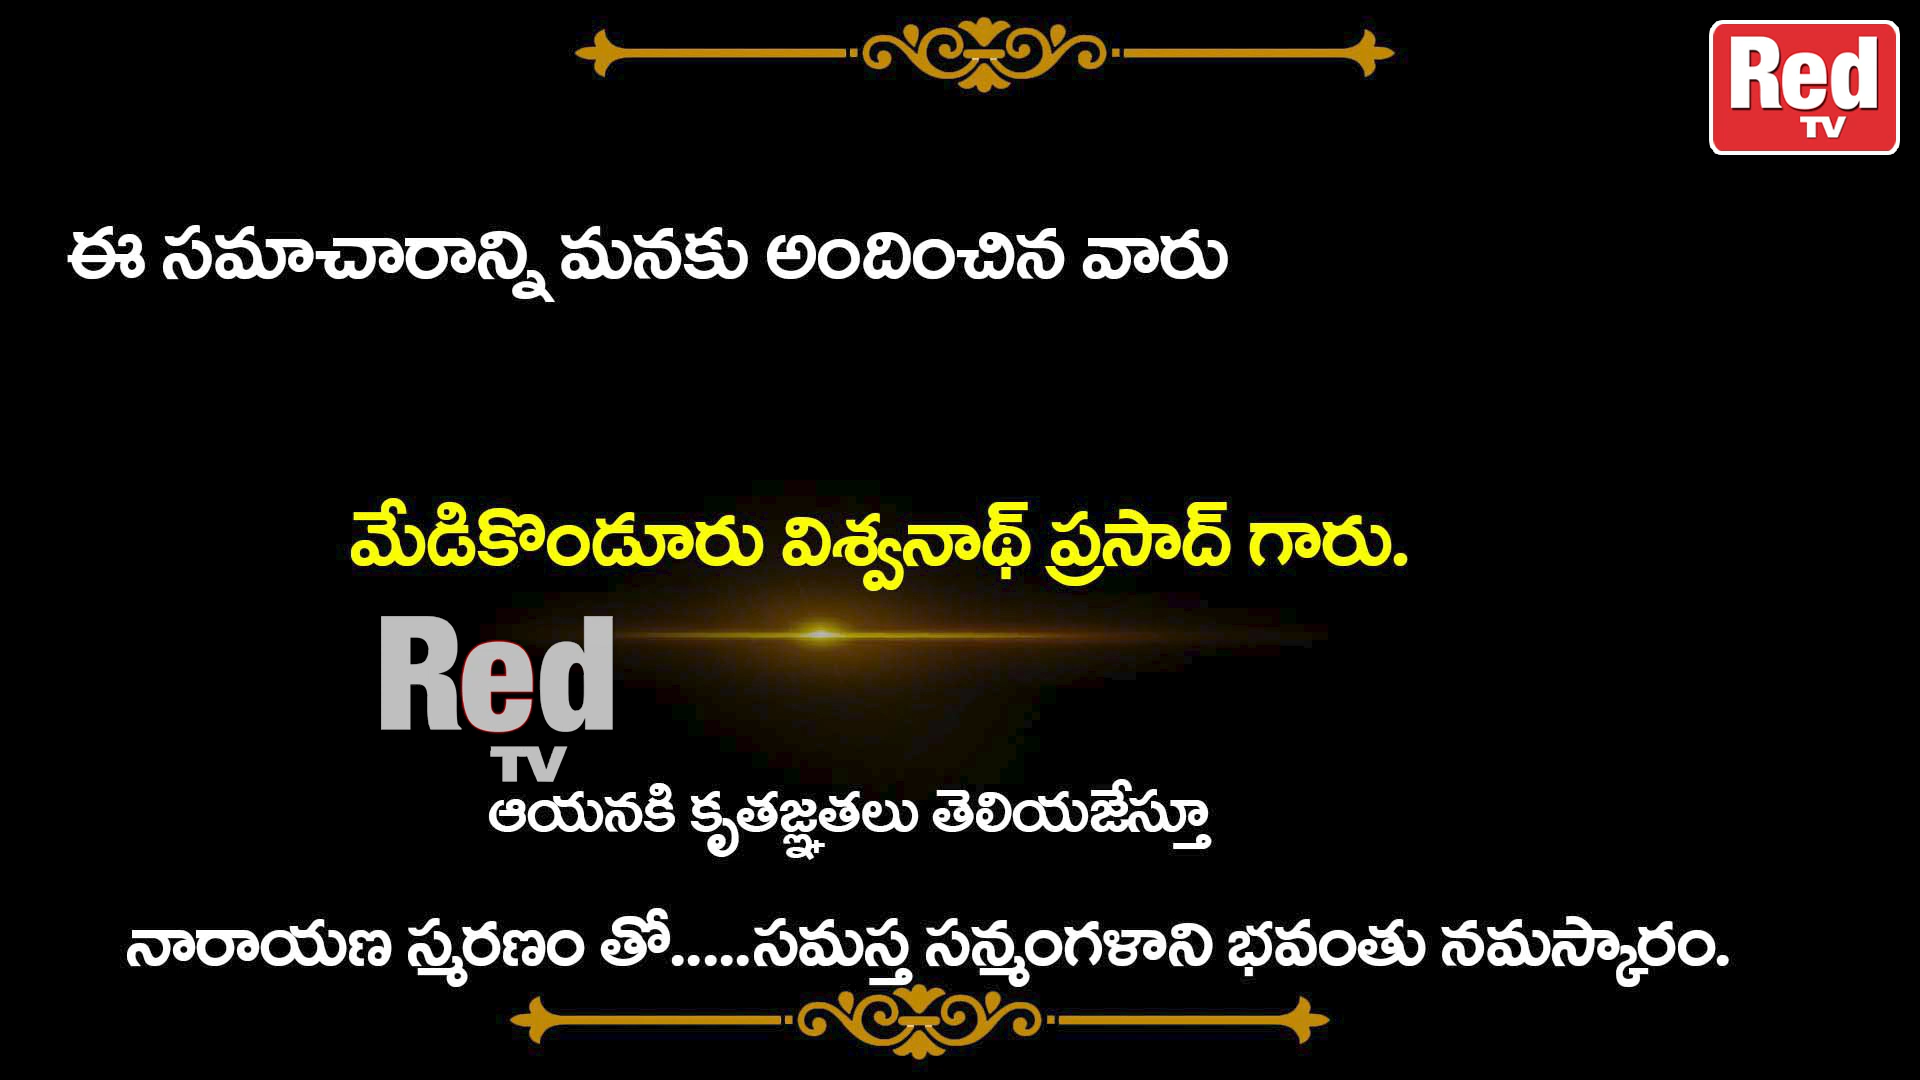 Red
TV
ఈ సమాచారాన్ని మనకు అందించిన వారు
మేడికొండూరు విశ్వనాథ్ ప్రసాద్ గారు.
Red
TV
ఆయనకి కృతజ్ఞతలు తెలియజేస్తూ
నారాయణ స్మరణం తో.....సమస్త సన్మంగళాని భవంతు నమస్కారం.